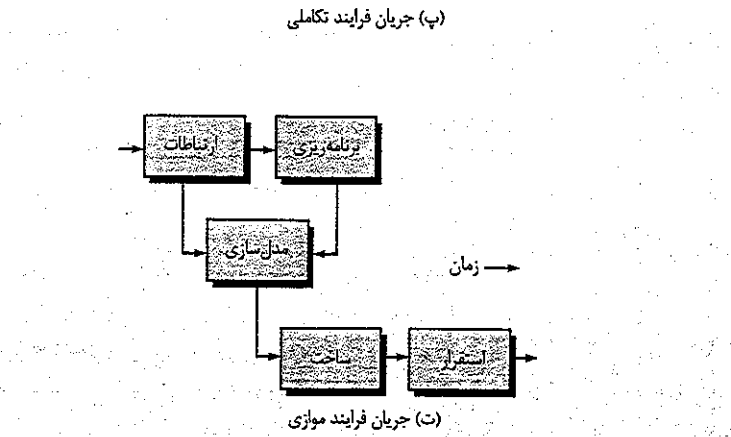 (پ) جریان فرایند تکاملی
ارتباطات
برنامه‌ریزی
مدل‌سازی
زمان
ساخت
استقرار
(ت) جریان فرایند موازی